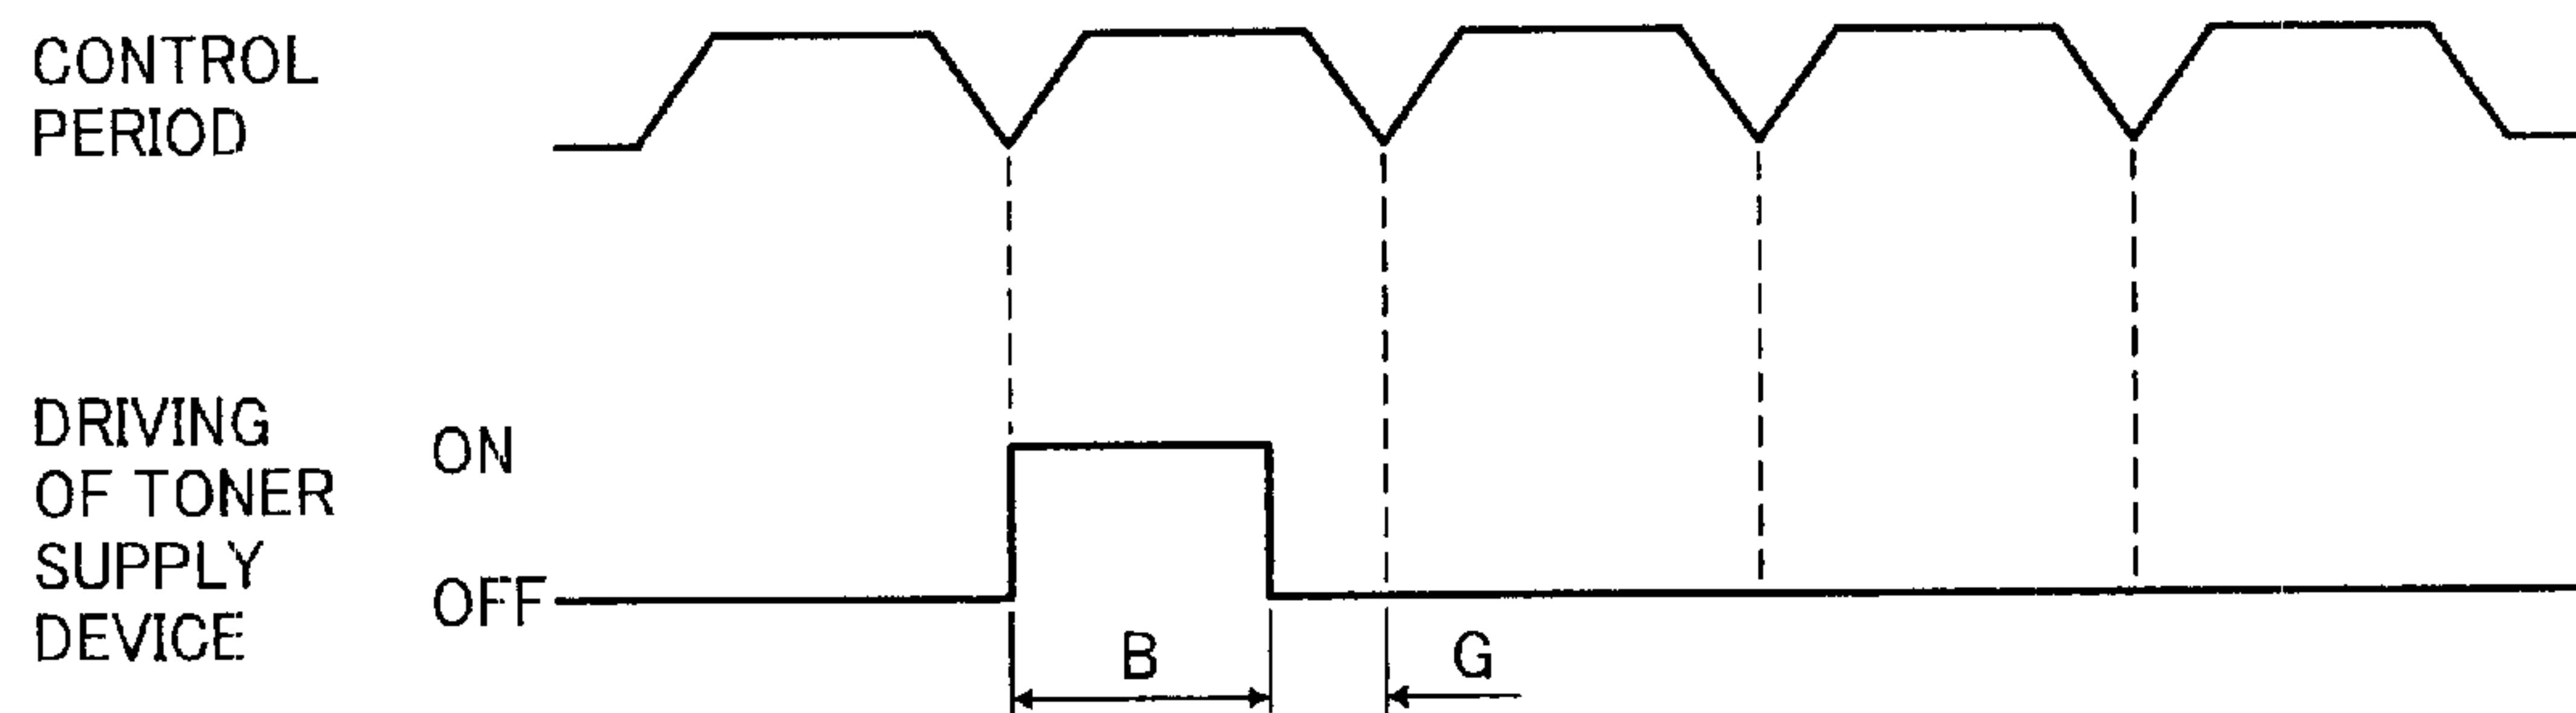 CONTROL
PERIOD
DRIVING
OF TONER
SUPPLY
DEVICE
ON
OFF
B
G